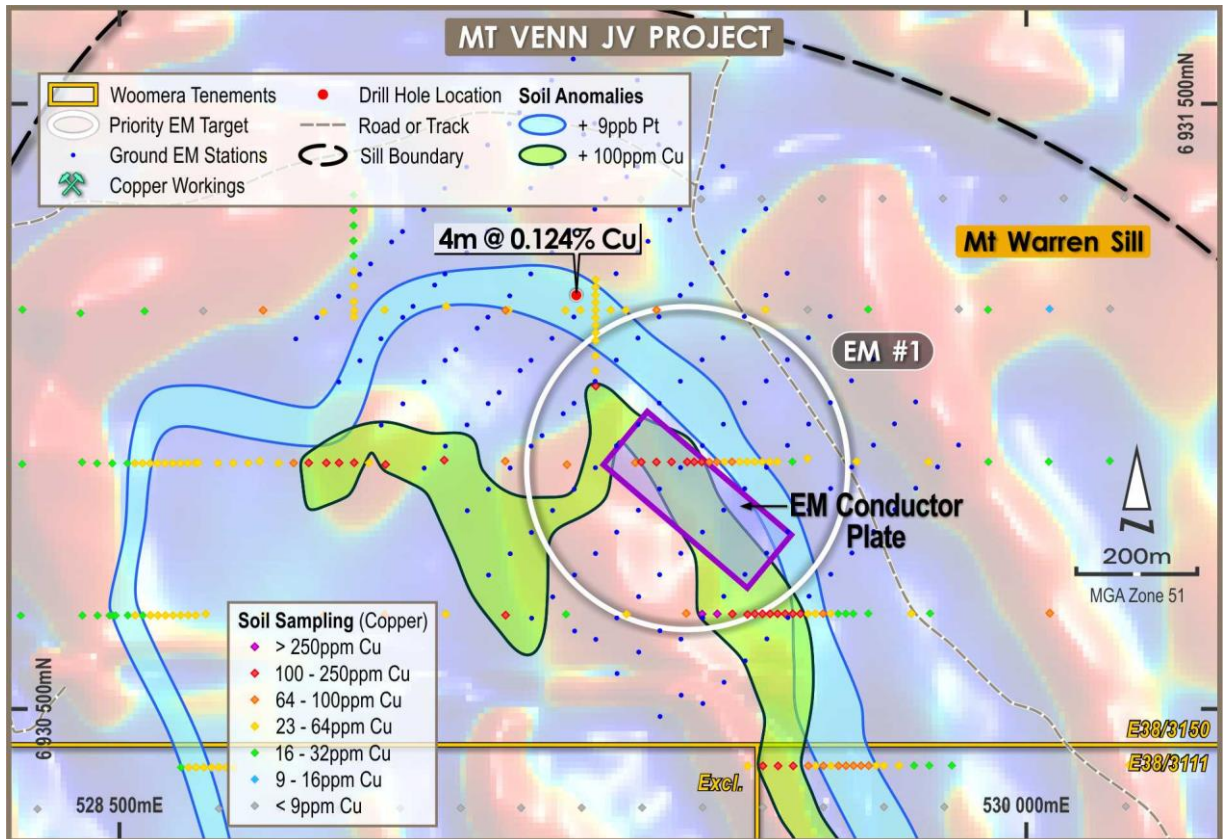 MT VENN JV PROJECT
Woomera Tenements
Priority EM Target
Ground EM Stations
Copper Workings
Drill Hole Location
Road or Track
Sill Boundary
Soil Anomalies
+ 9ppb Pt
+ 100ppm Cu
6 931 500mN
Mt Warren Sill
4m @ 0.124% Cu
EM #1
EM Conductor
Plate
N
200m
MGA Zone 51
Soil Sampling (Copper)
> 250ppm Cu
100 - 250ppm Cu
64 - 100ppm Cu
23 - 64ppm Cu
16 - 32ppm Cu
9 - 16ppm Cu
< 9ppm Cu
6 930 500mN
E38/3150
E38/3111
Excl.
528 500mE
530 000mE